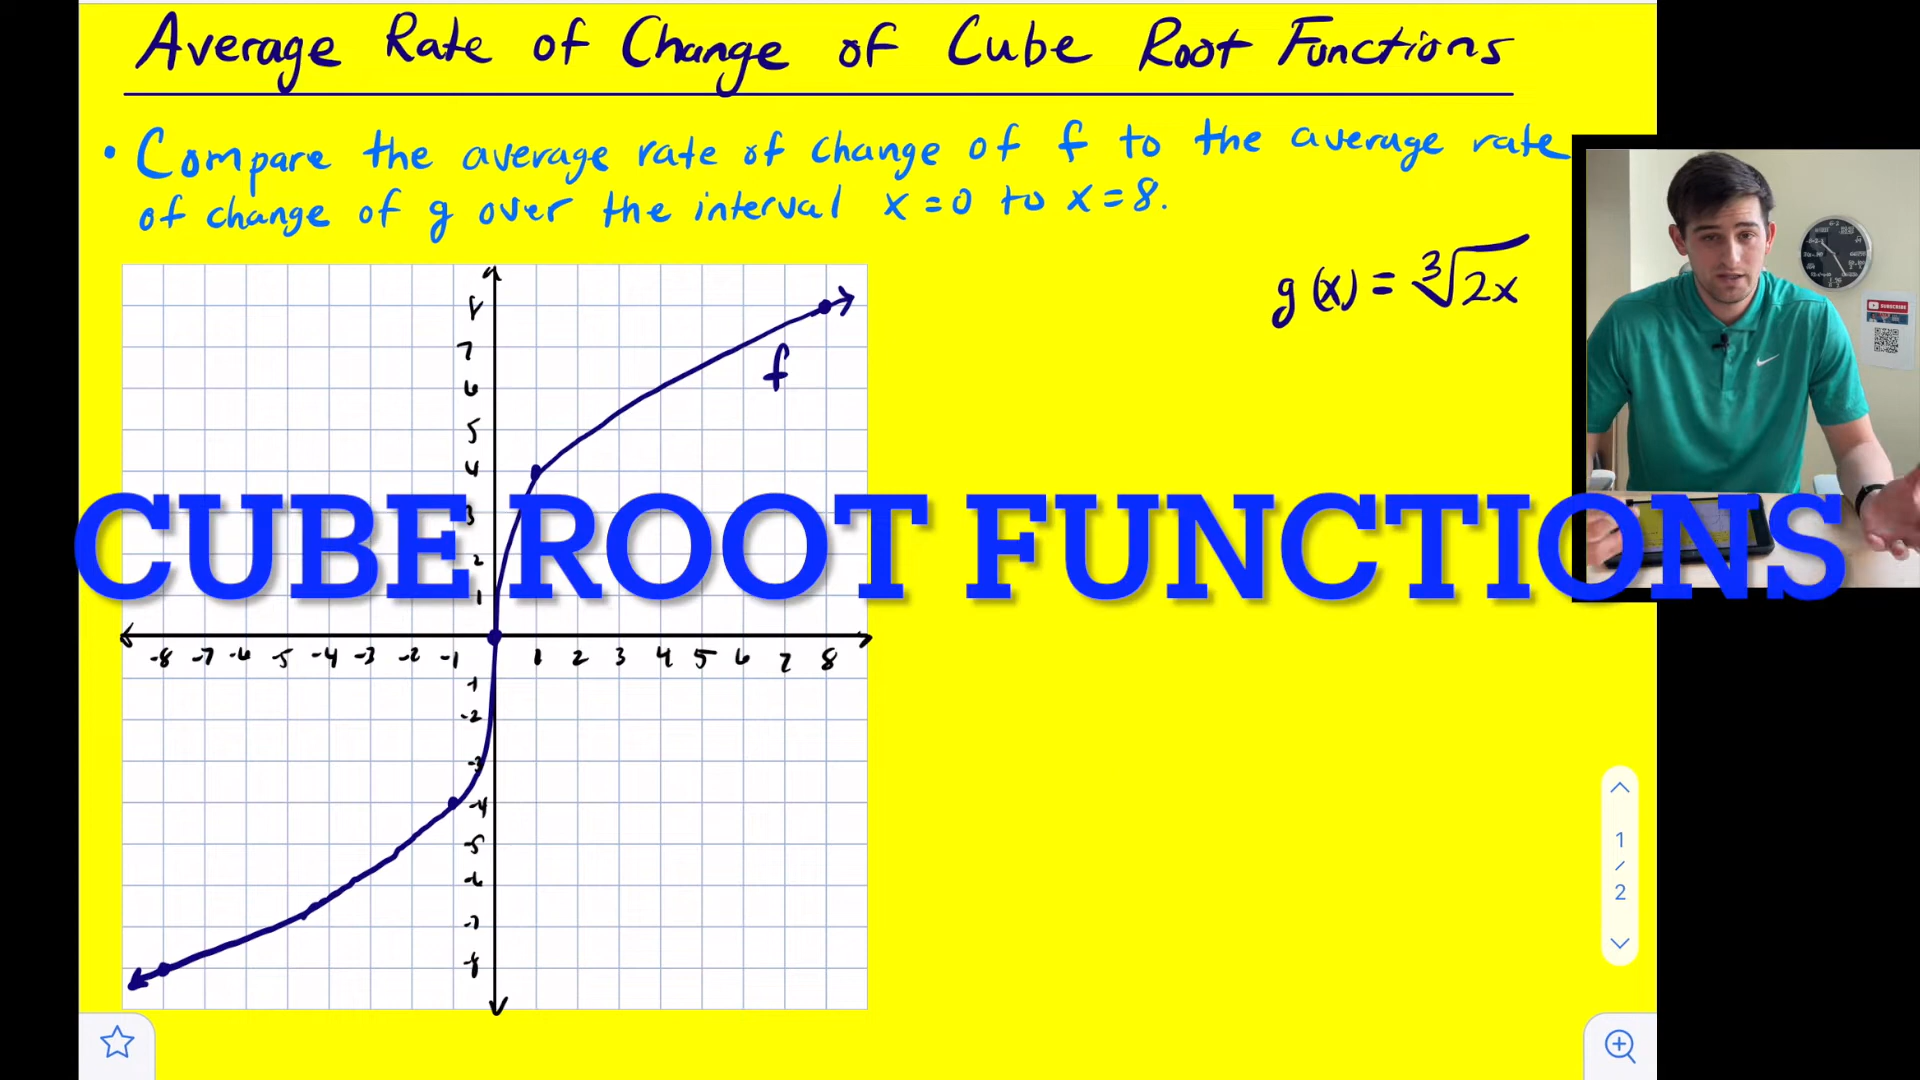 Average Rate of Change of Cube Root Functions
• Compare the average rate of change of f to the average rate
of change of g over the interval x = 0 to x = 8.
g(x) = ∛2x
SUBSCRIBE
8
7
f
6
5
4
3
CUBE ROOT FUNCTIONS
2
1
-8 -7 -6 -5 -4 -3 -2 -1 1 2 3 4 5 6 7 8
-1
-2
-3
-4
-5
-6
-7
-8
1
/
2